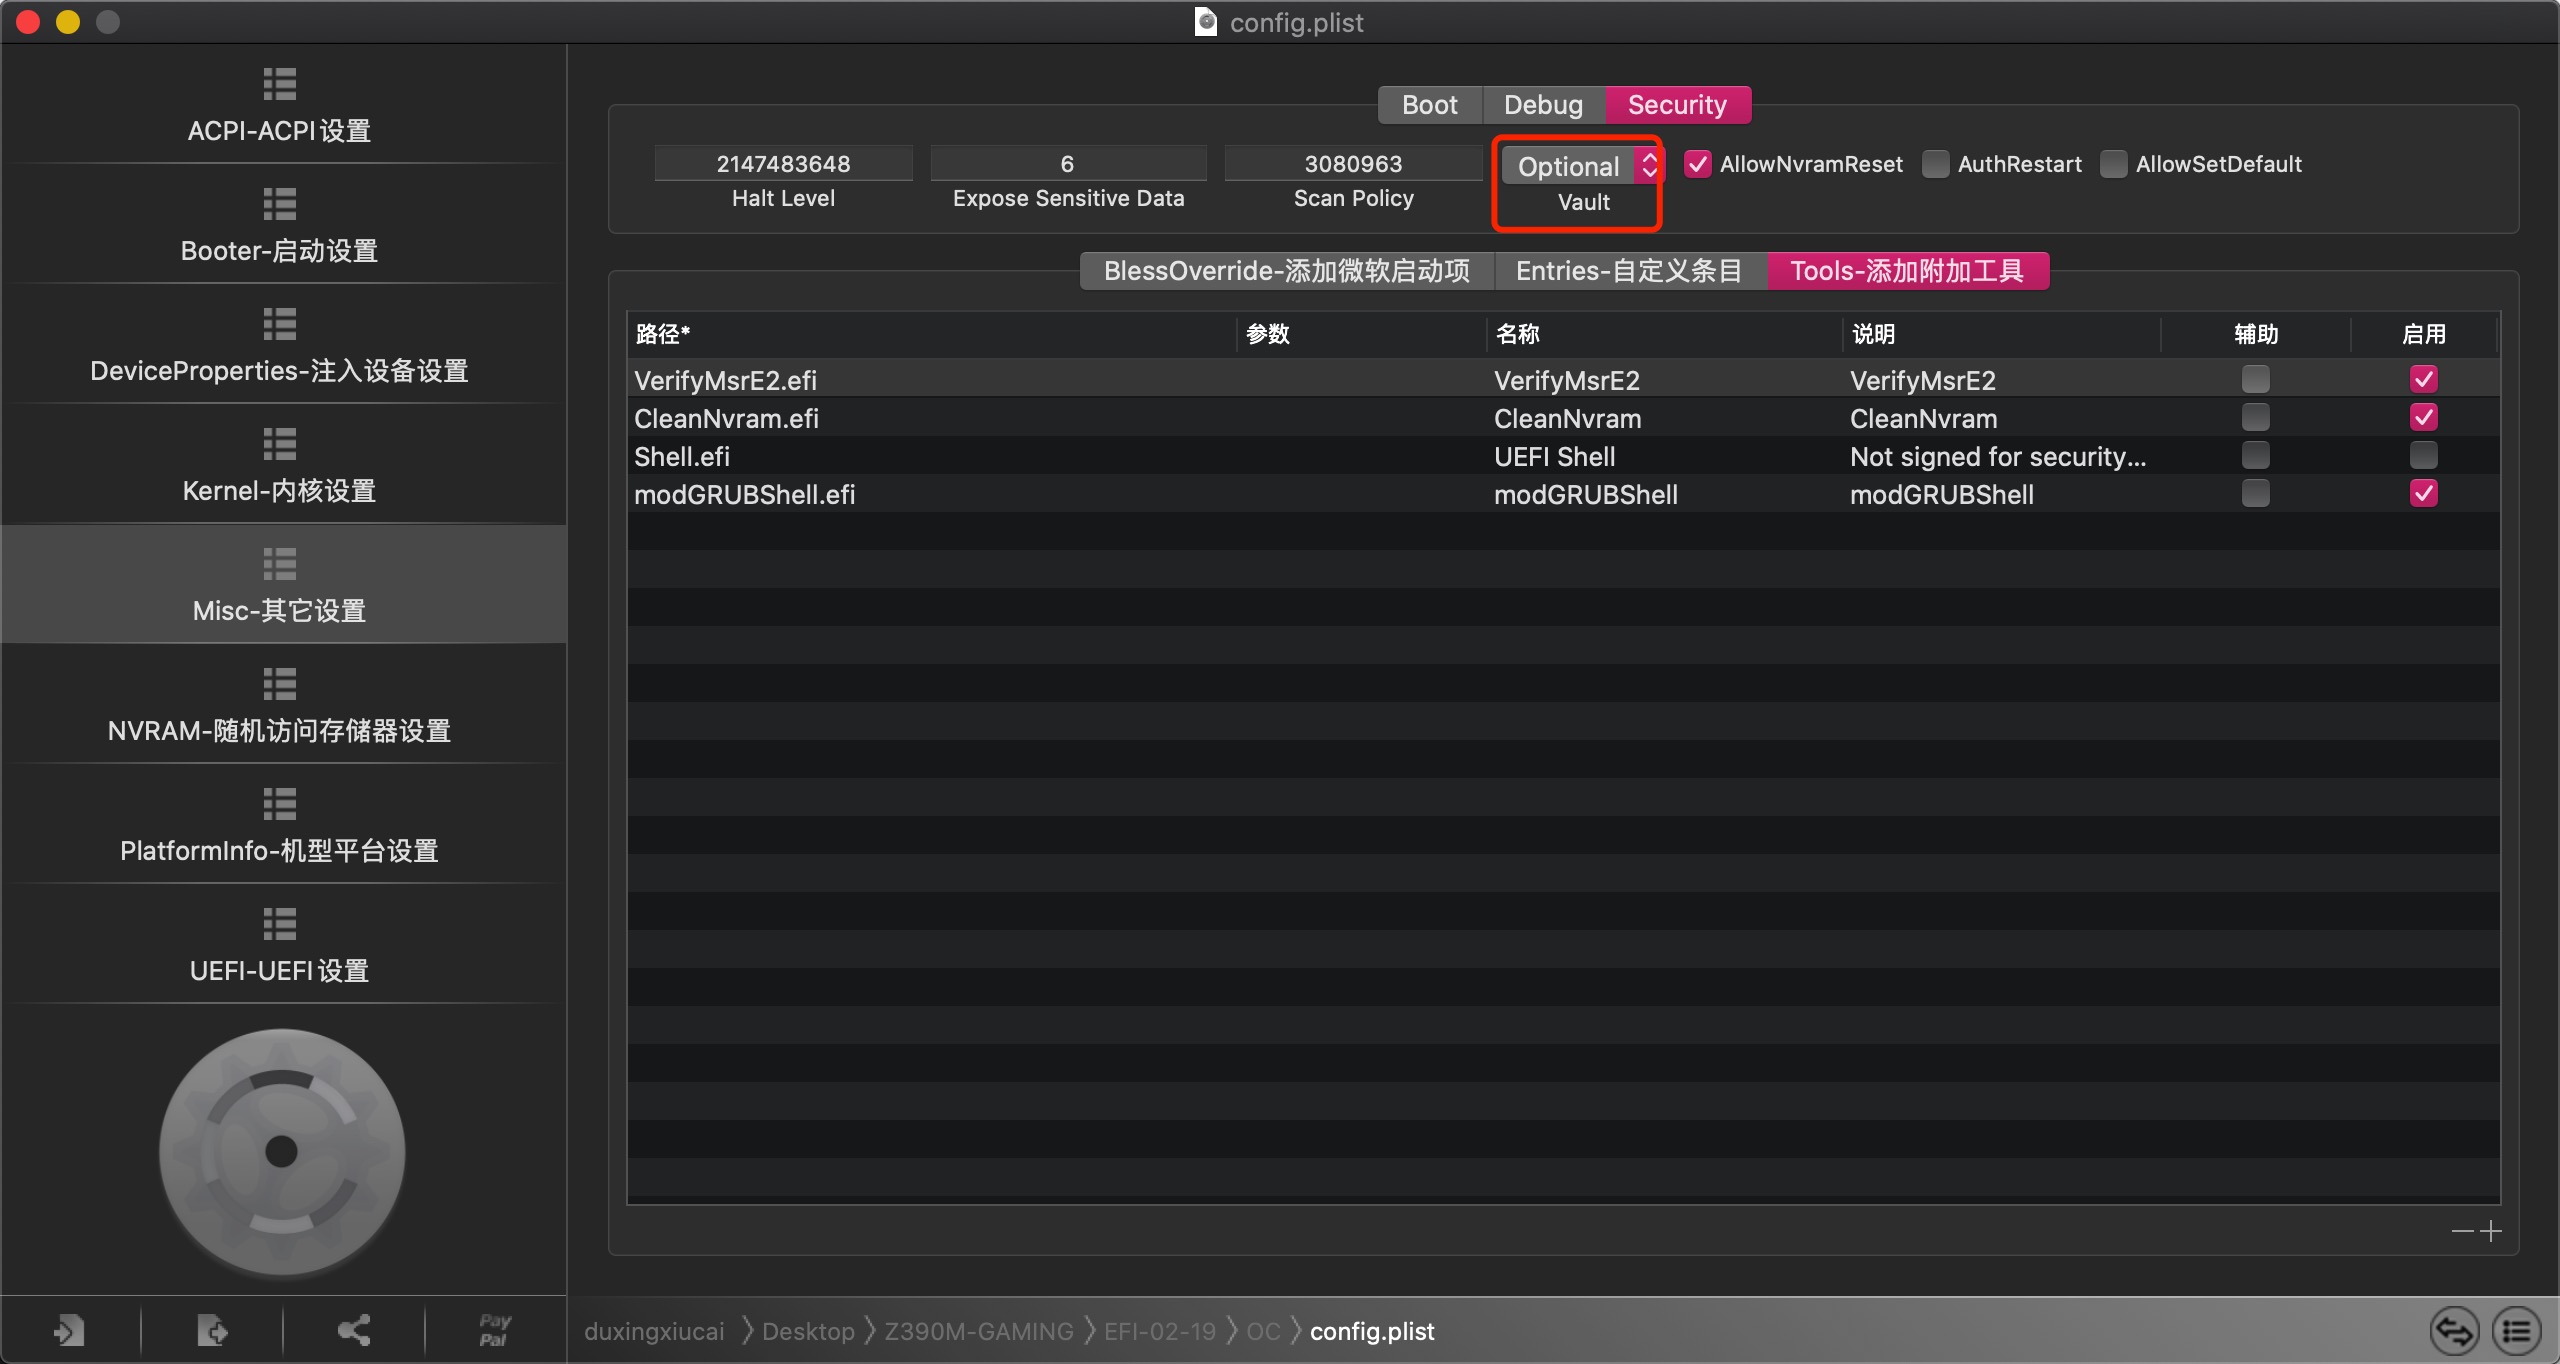 config.plist
ACPI-ACPI设置
Booter-启动设置
DeviceProperties-注入设备设置
Kernel-内核设置
Misc-其它设置
NVRAM-随机访问存储器设置
PlatformInfo-机型平台设置
UEFI-UEFI设置
Pay
Pal
Boot Debug Security
2147483648 6 3080963 Optional AllowNvramReset AuthRestart AllowSetDefault
Halt Level Expose Sensitive Data Scan Policy Vault
BlessOverride-添加微软启动项 Entries-自定义条目 Tools-添加附加工具
路径* 参数 名称 说明 辅助 启用
VerifyMsrE2.efi VerifyMsrE2 VerifyMsrE2
CleanNvram.efi CleanNvram CleanNvram
Shell.efi UEFI Shell Not signed for security...
modGRUBShell.efi modGRUBShell modGRUBShell
duxingxiucai 〉Desktop 〉Z390M-GAMING 〉EFI-02-19 〉OC 〉config.plist